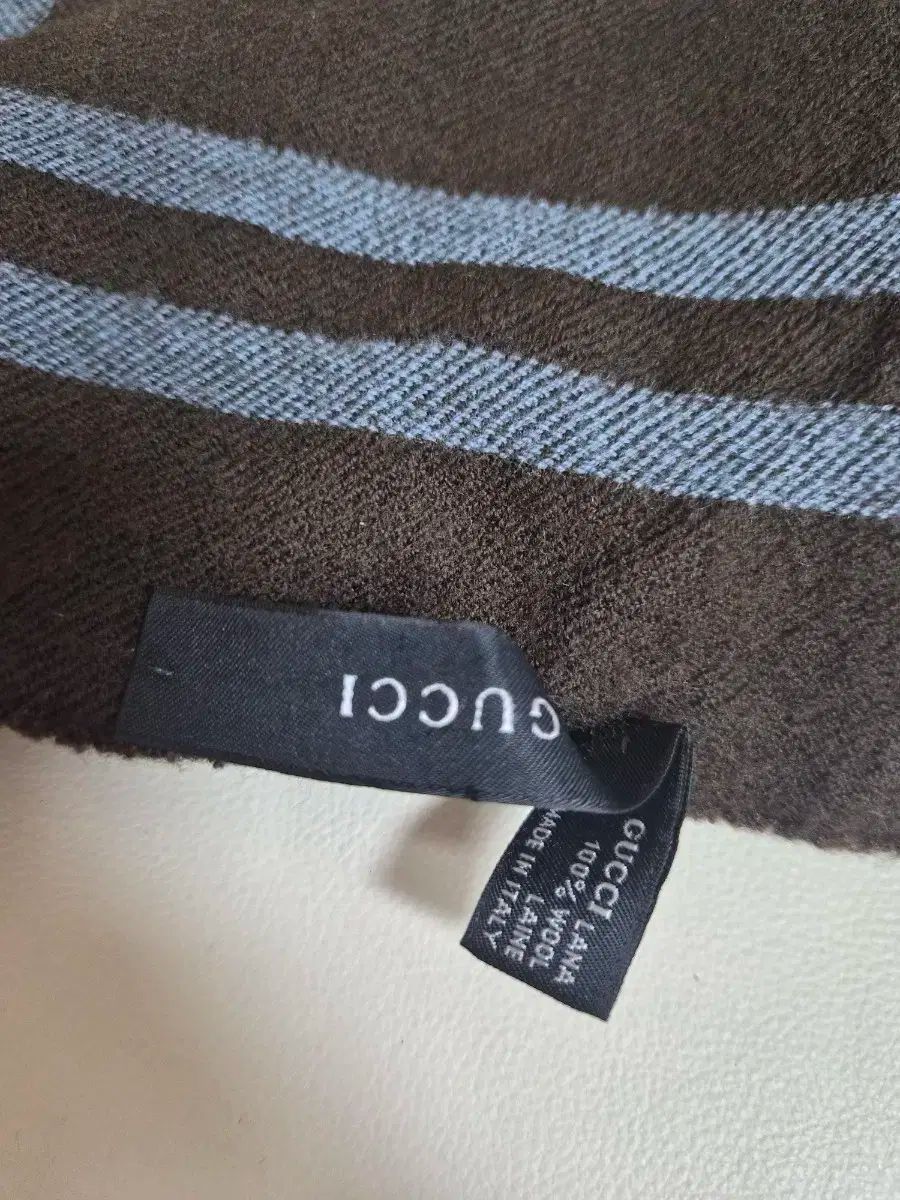 GUCCI
GUCCI LANA
100% WOOL
LAINE
MADE IN ITALY